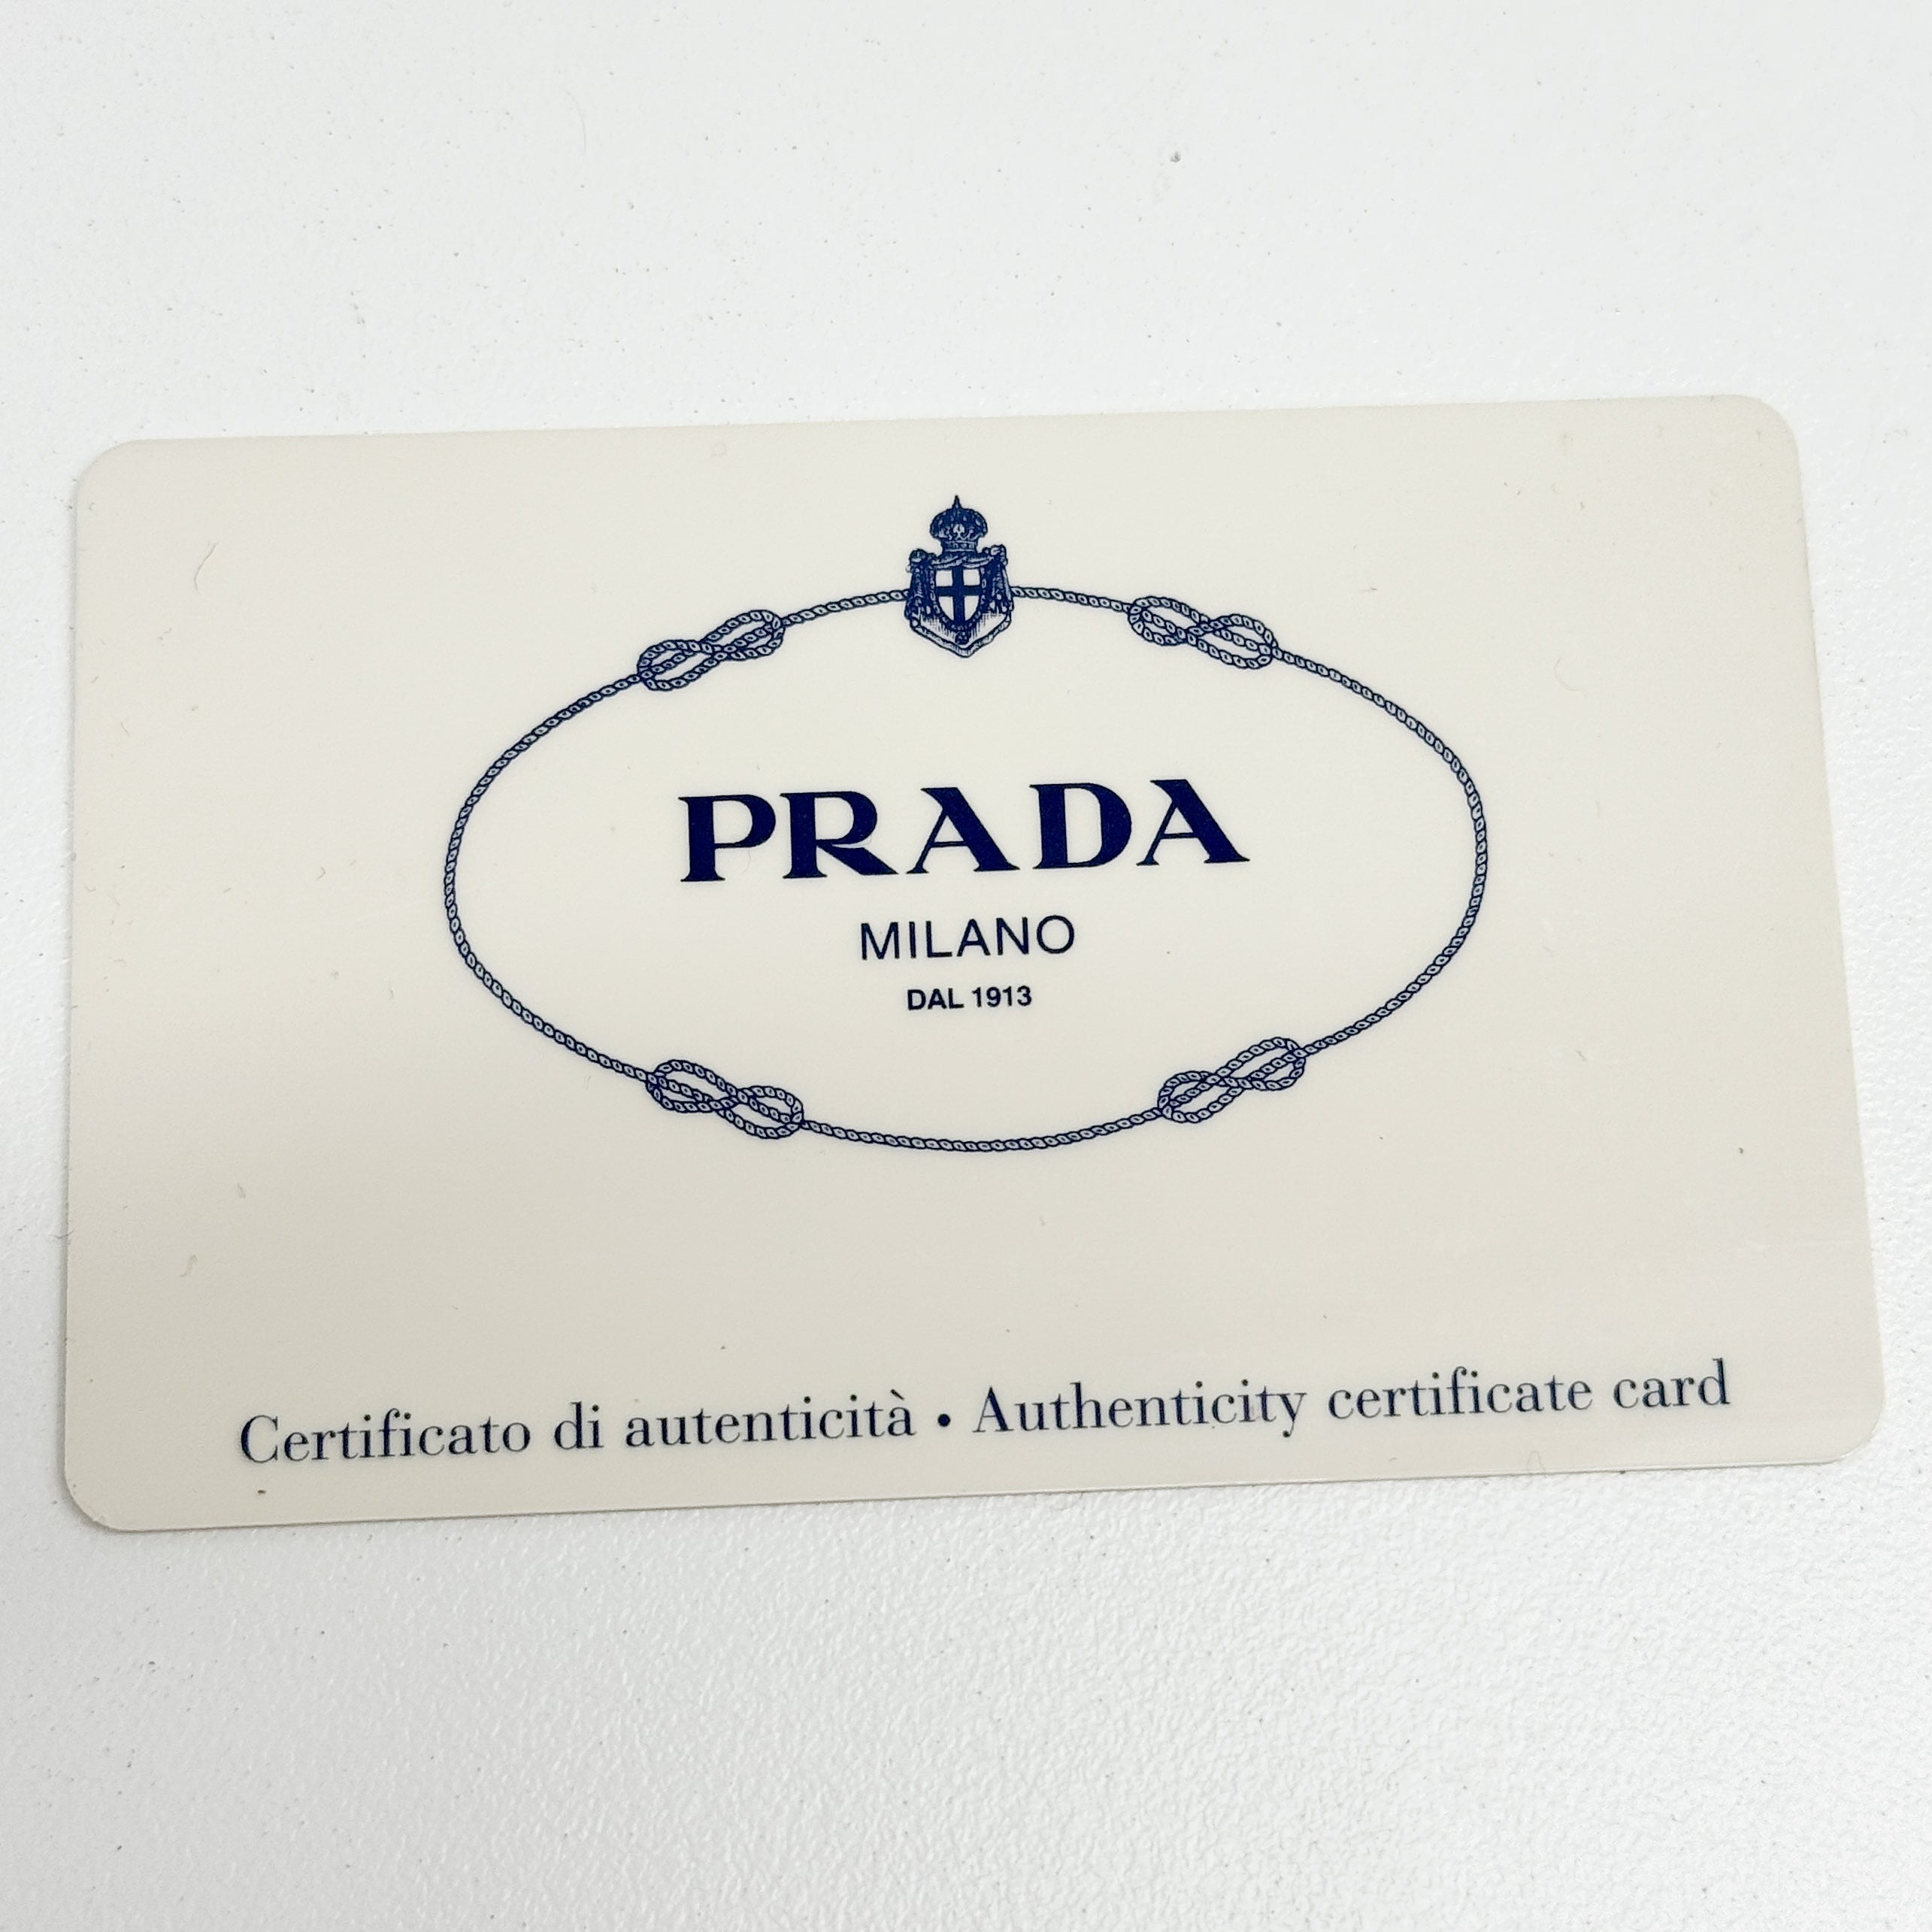 PRADA
MILANO
DAL 1913
Certificato di autenticità • Authenticity certificate card